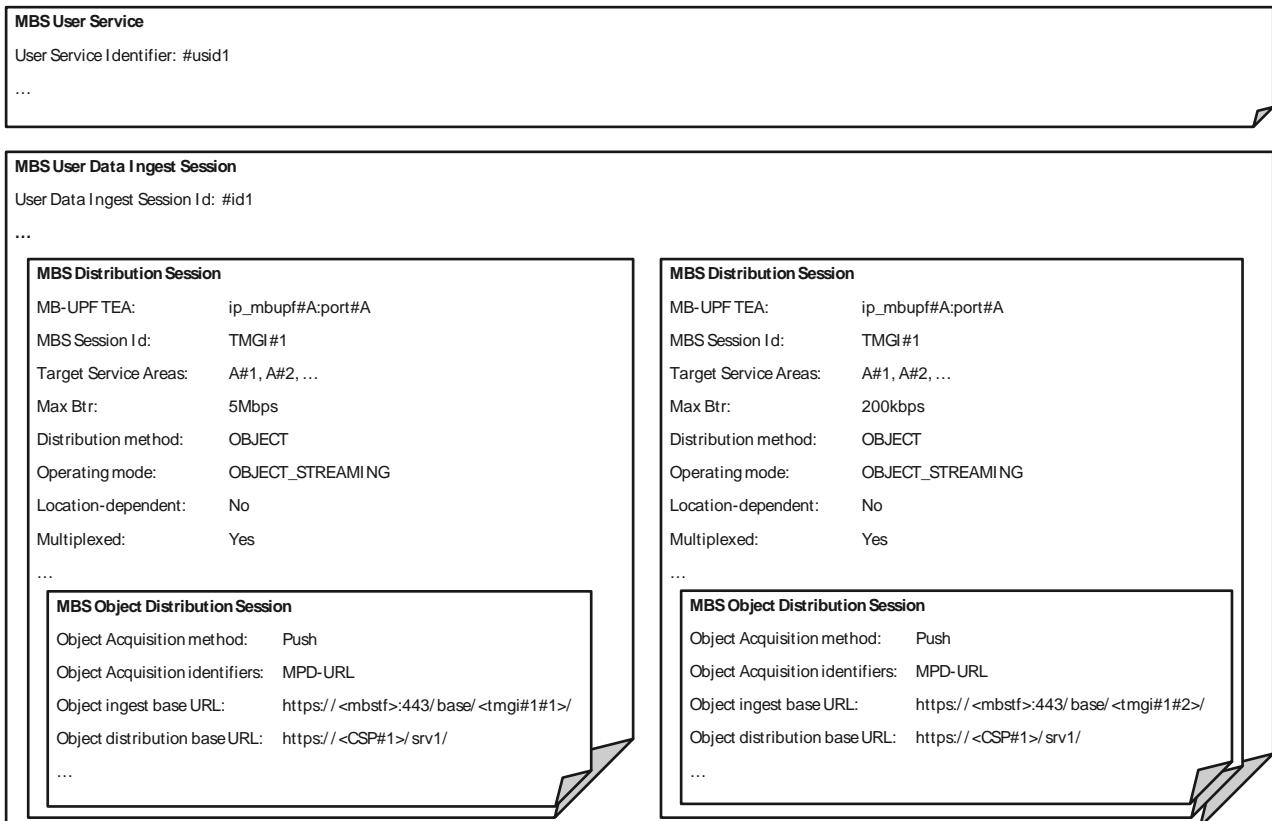 MBS User Service
User Service Identifier: #usid1
…
MBS User Data Ingest Session
User Data Ingest Session Id: #id1
…
MBS Distribution Session
MB-UPF TEA: ip_mbupf#A:port#A
MBS Session Id: TMGI#1
Target Service Areas: A#1, A#2, …
Max Btr: 5Mbps
Distribution method: OBJECT
Operating mode: OBJECT_STREAMING
Location-dependent: No
Multiplexed: Yes
…
MBS Object Distribution Session
Object Acquisition method: Push
Object Acquisition identifiers: MPD-URL
Object ingest base URL: https://<mbstf>:443/base/<tmgi#1#1>/
Object distribution base URL: https://<CSP#1>/srv1/
…
MBS Distribution Session
MB-UPF TEA: ip_mbupf#A:port#A
MBS Session Id: TMGI#1
Target Service Areas: A#1, A#2, …
Max Btr: 200kbps
Distribution method: OBJECT
Operating mode: OBJECT_STREAMING
Location-dependent: No
Multiplexed: Yes
…
MBS Object Distribution Session
Object Acquisition method: Push
Object Acquisition identifiers: MPD-URL
Object ingest base URL: https://<mbstf>:443/base/<tmgi#1#2>/
Object distribution base URL: https://<CSP#1>/srv1/
…